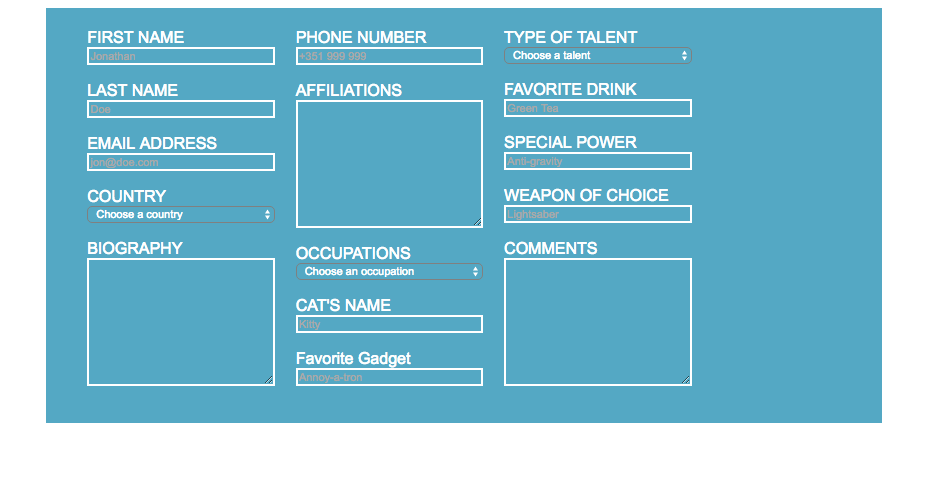 FIRST NAME
Jonathan
LAST NAME
Doe
EMAIL ADDRESS
jon@doe.com
COUNTRY
Choose a country
BIOGRAPHY
PHONE NUMBER
+351 999 999
AFFILIATIONS
OCCUPATIONS
Choose an occupation
CAT'S NAME
Kitty
Favorite Gadget
Annoy-a-tron
TYPE OF TALENT
Choose a talent
FAVORITE DRINK
Green Tea
SPECIAL POWER
Anti-gravity
WEAPON OF CHOICE
Lightsaber
COMMENTS